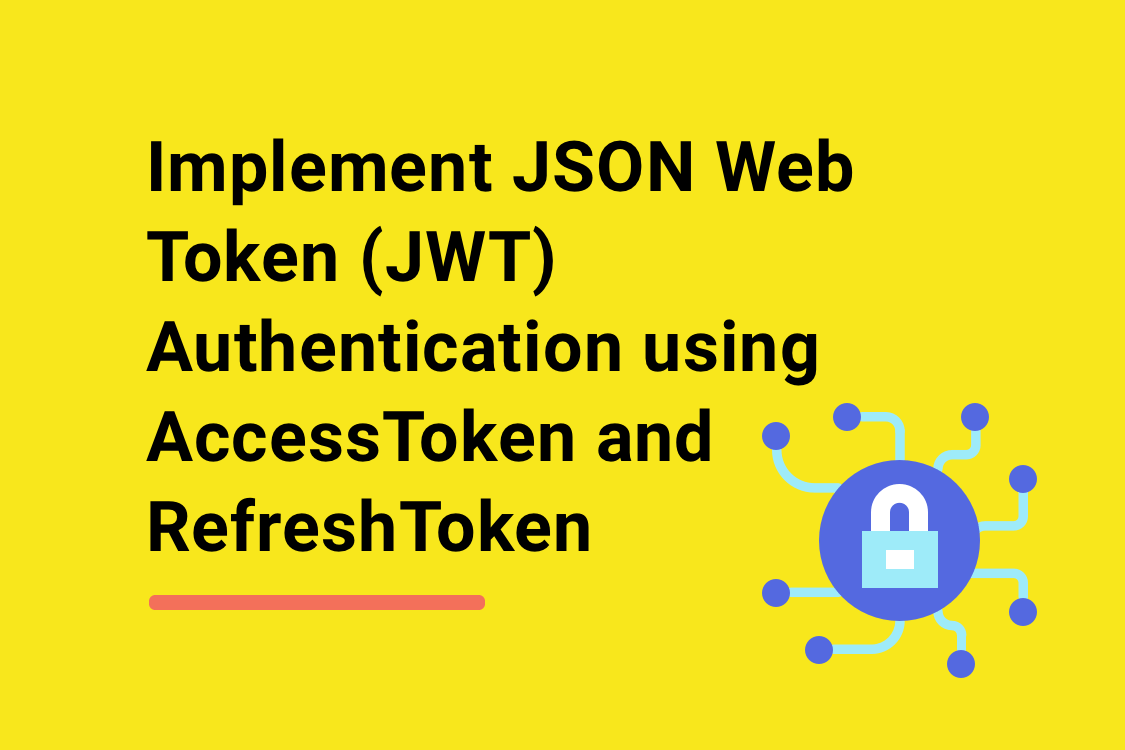 Implement JSON Web
Token (JWT)
Authentication using
AccessToken and
RefreshToken